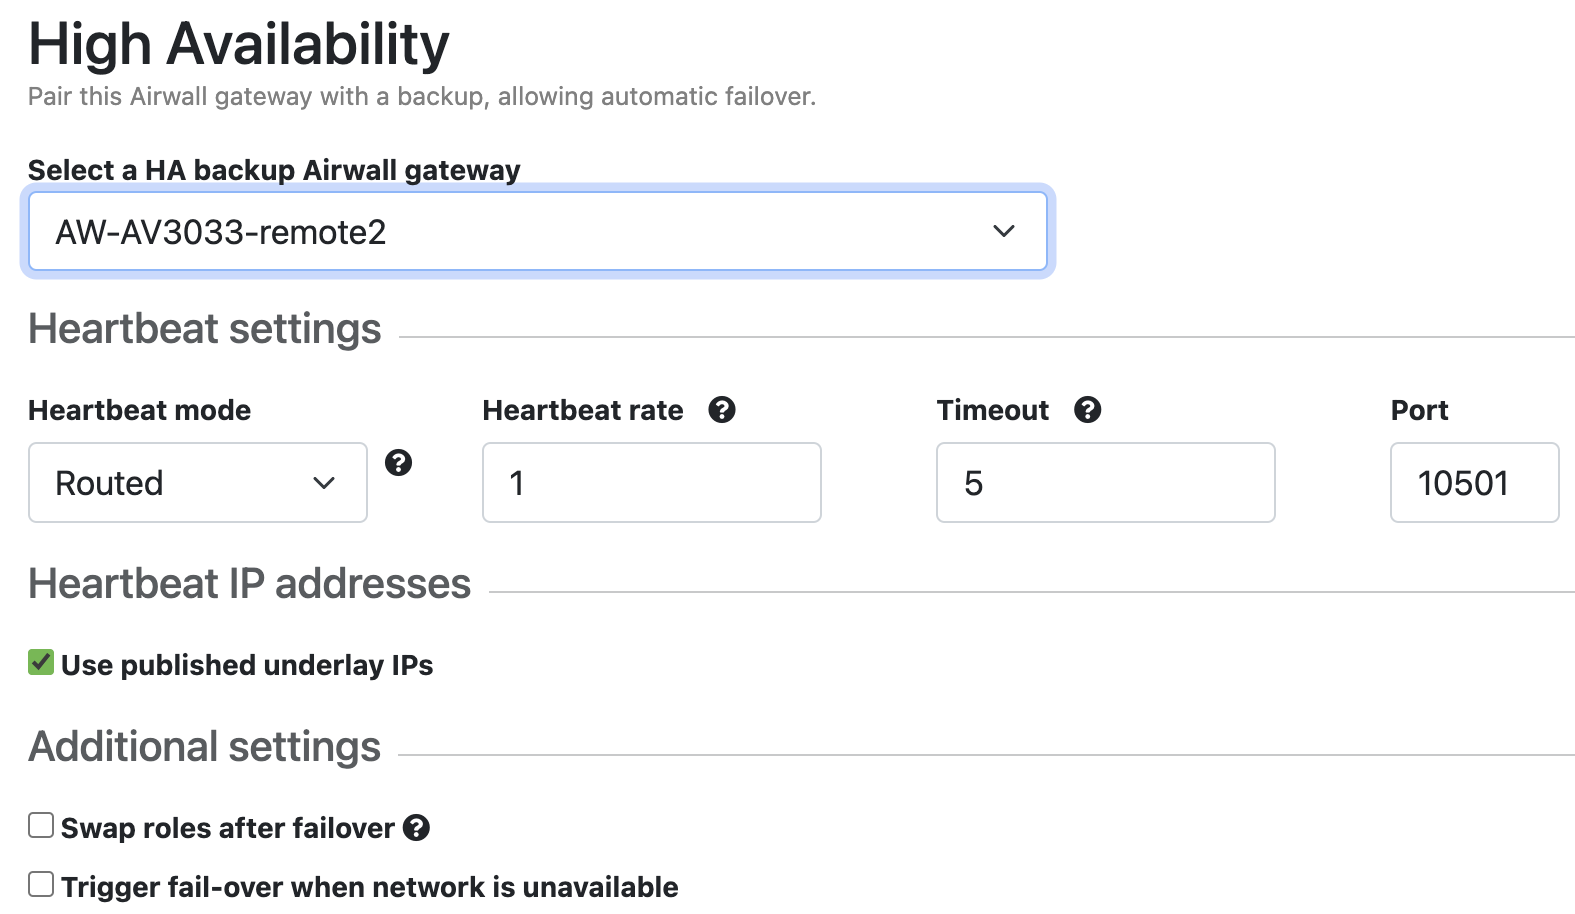 High Availability
Pair this Airwall gateway with a backup, allowing automatic failover.
Select a HA backup Airwall gateway
AW-AV3033-remote2
Heartbeat settings
Heartbeat mode Heartbeat rate ? Timeout ? Port
Routed ? 1 5 10501
Heartbeat IP addresses
Use published underlay IPs
Additional settings
Swap roles after failover ?
Trigger fail-over when network is unavailable